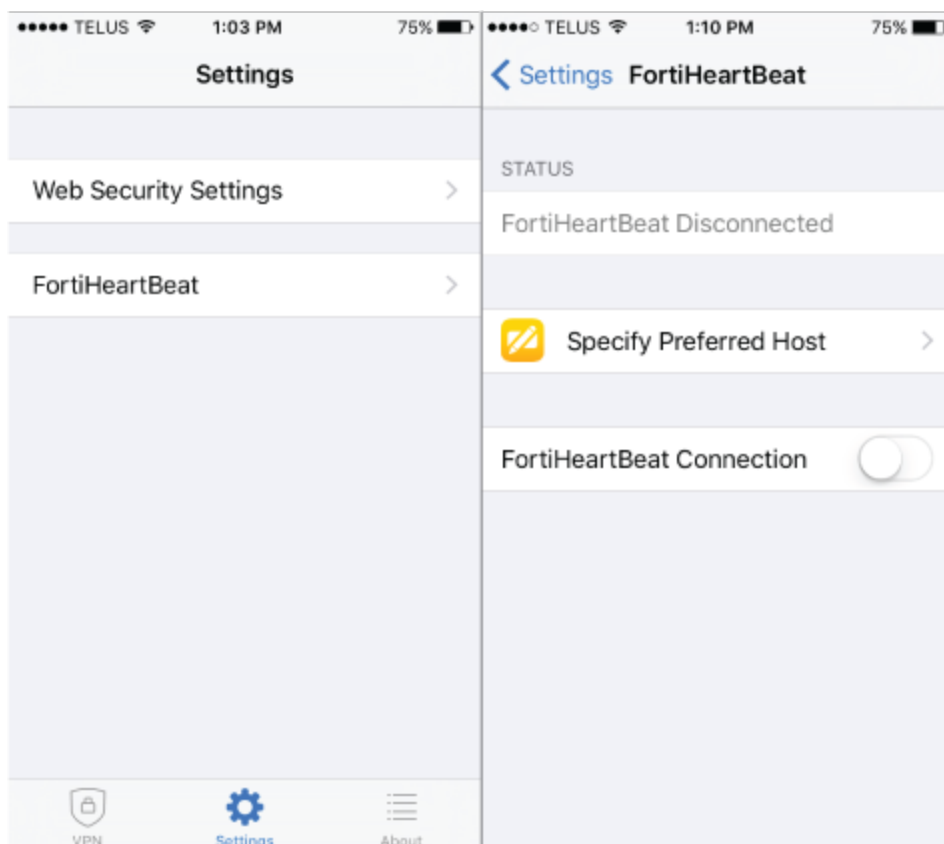 TELUS 1:03 PM 75%
Settings
Web Security Settings
FortiHeartBeat
VPN Settings About
TELUS 1:10 PM 75%
Settings FortiHeartBeat
STATUS
FortiHeartBeat Disconnected
Specify Preferred Host
FortiHeartBeat Connection